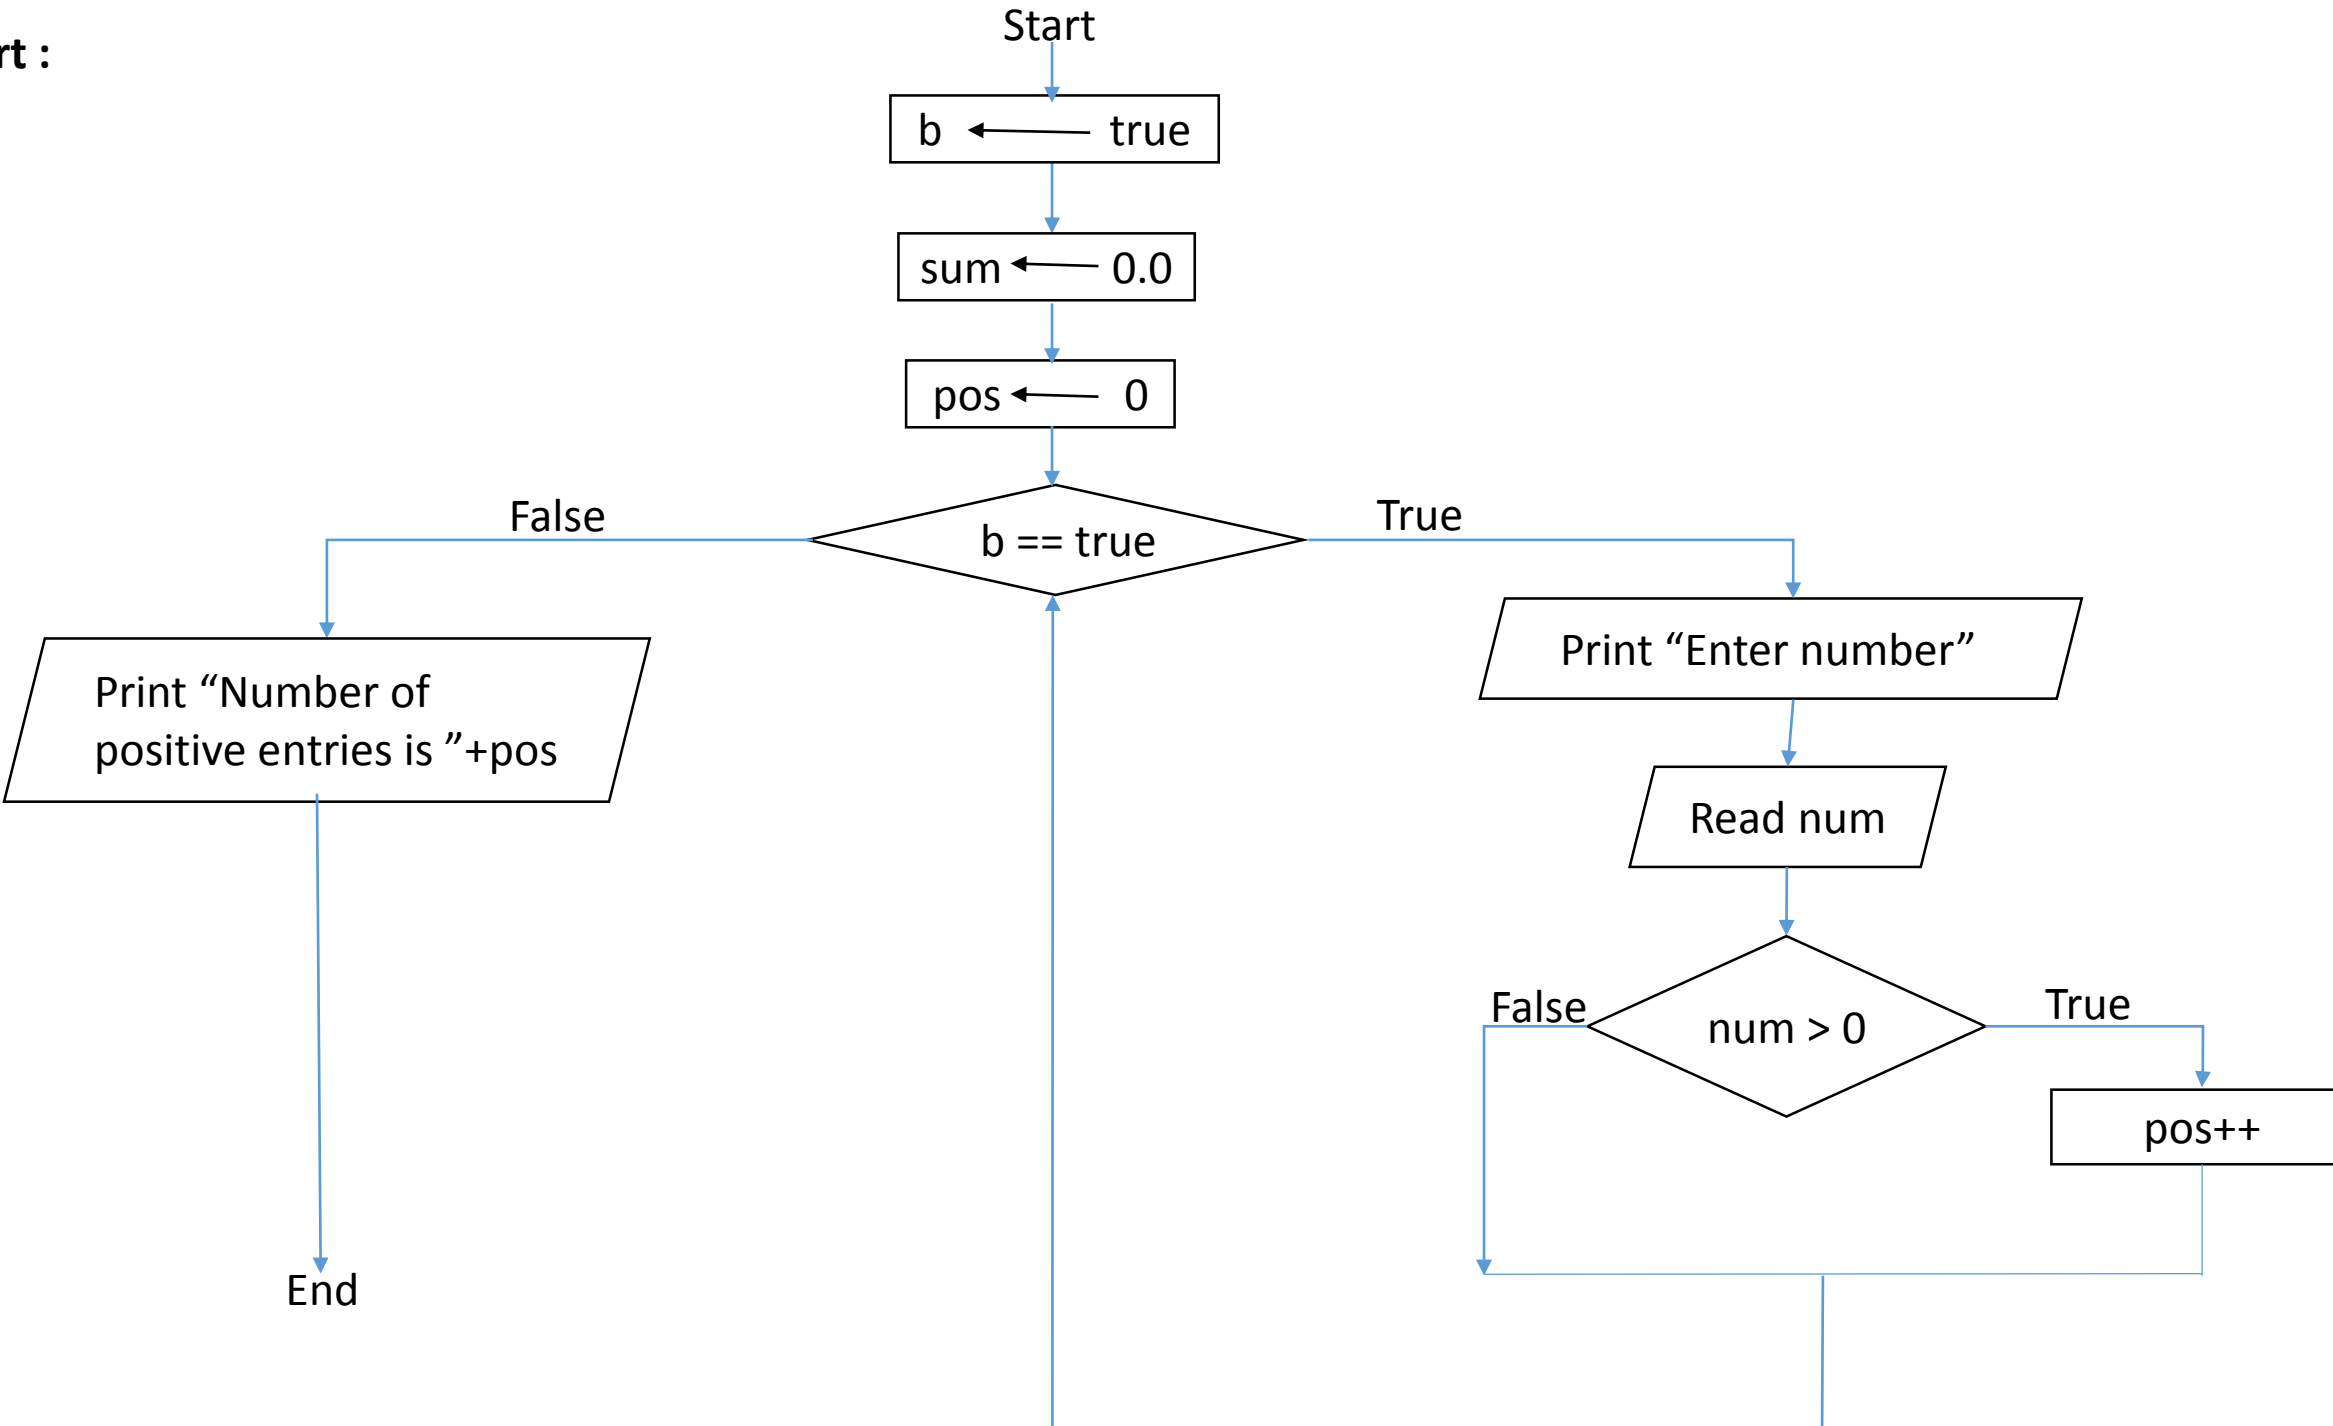 rt :
Start
b true
sum 0.0
pos 0
b == true
False
True
Print “Number of
positive entries is ”+pos
End
Print “Enter number”
Read num
num > 0
False
True
pos++